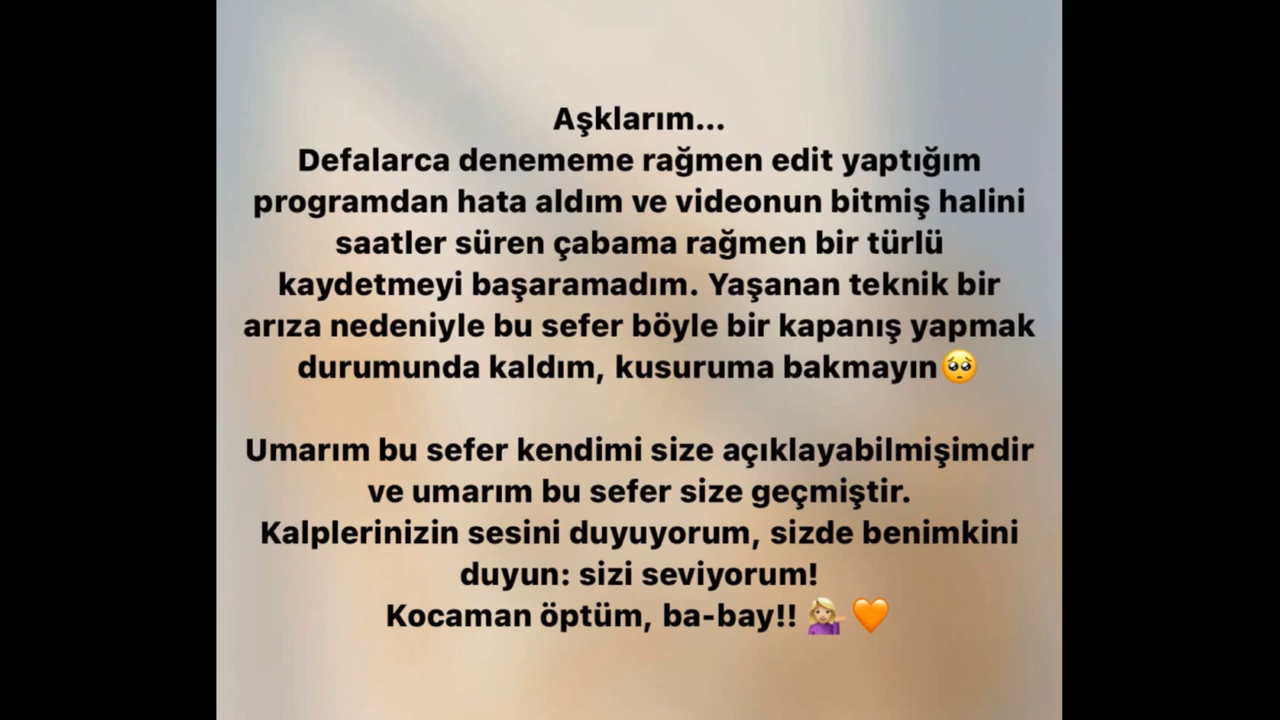 Aşklarım...
Defalarca denememe rağmen edit yaptığım
programdan hata aldım ve videonun bitmiş halini
saatler süren çabama rağmen bir türlü
kaydetmeyi başaramadım. Yaşanan teknik bir
arıza nedeniyle bu sefer böyle bir kapanış yapmak
durumunda kaldım, kusuruma bakmayın🥺
Umarım bu sefer kendimi size açıklayabilmişimdir
ve umarım bu sefer size geçmiştir.
Kalplerinizin sesini duyuyorum, sizde benimkini
duyun: sizi seviyorum!
Kocaman öptüm, ba-bay!! 💁🏼‍♀️ 🧡